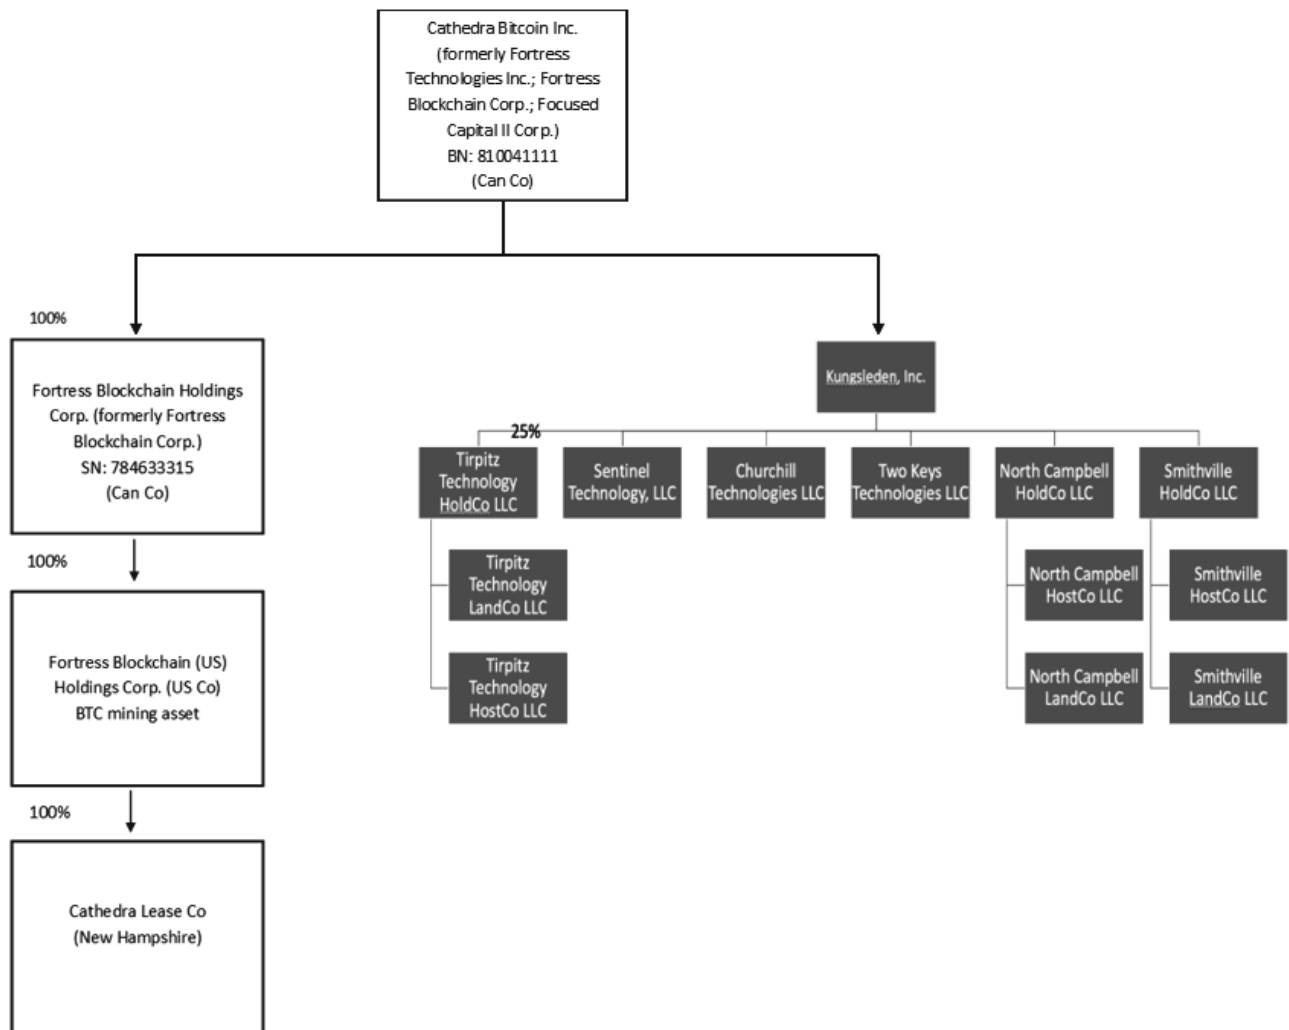 Cathedra Bitcoin Inc.
(formerly Fortress
Technologies Inc.; Fortress
Blockchain Corp.; Focused
Capital II Corp.)
BN: 810041111
(Can Co)
100%
Fortress Blockchain Holdings
Corp. (formerly Fortress
Blockchain Corp.)
SN: 784633315
(Can Co)
100%
Fortress Blockchain (US)
Holdings Corp. (US Co)
BTC mining asset
100%
Cathedra Lease Co
(New Hampshire)
Kungsleden, Inc.
25%
Tirpitz
Technology
HoldCo LLC
Sentinel
Technology, LLC
Churchill
Technologies LLC
Two Keys
Technologies LLC
North Campbell
HoldCo LLC
Smithville
HoldCo LLC
Tirpitz
Technology
LandCo LLC
North Campbell
HostCo LLC
Smithville
HostCo LLC
Tirpitz
Technology
HostCo LLC
North Campbell
LandCo LLC
Smithville
LandCo LLC